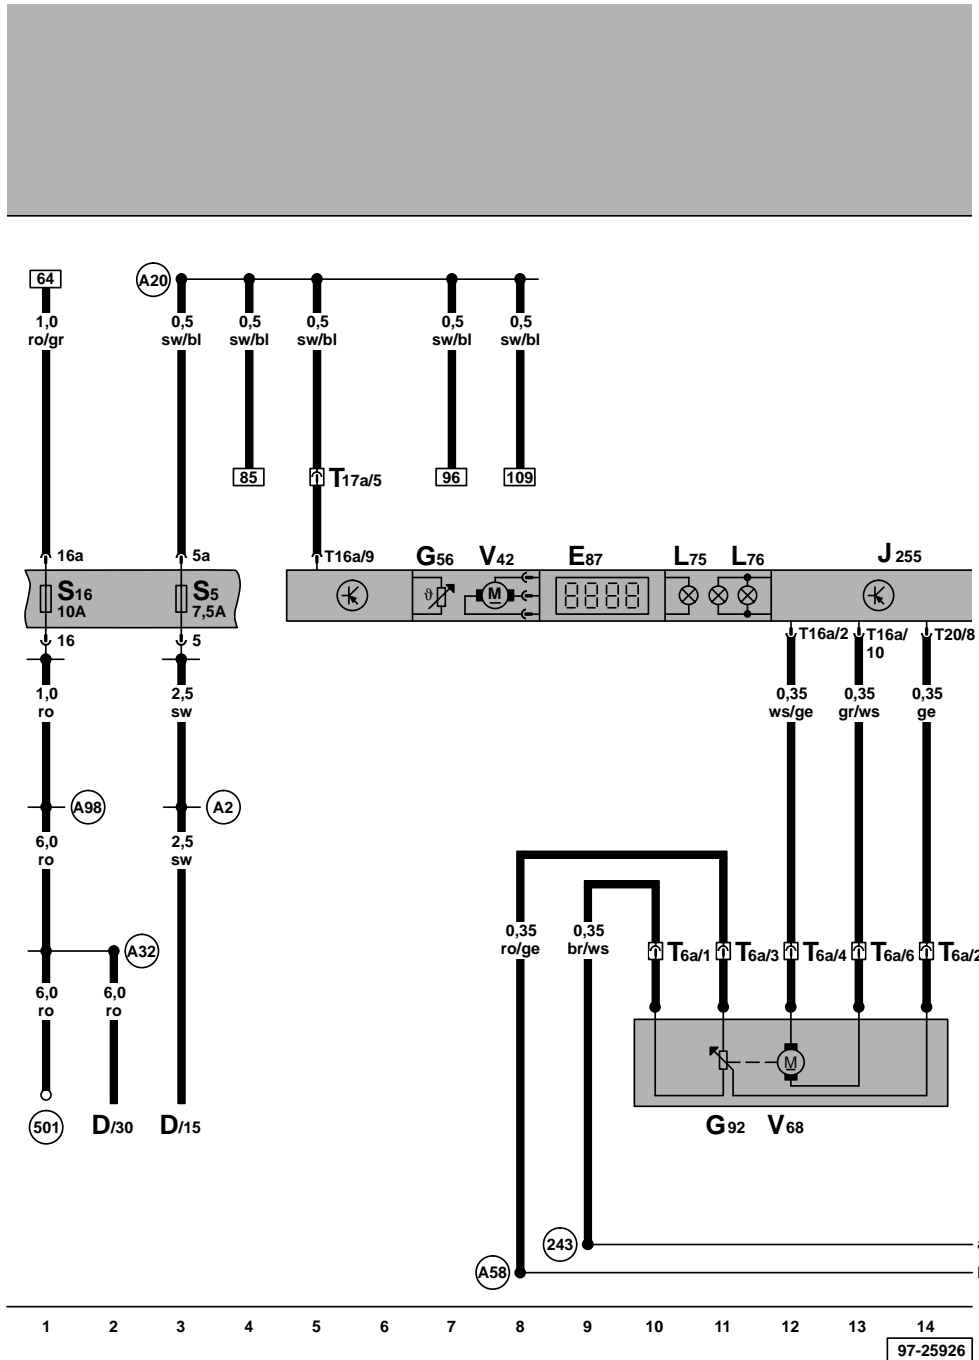 64
A20
1,0 0,5 0,5 0,5 0,5 0,5
ro/gr sw/bl sw/bl sw/bl sw/bl sw/bl
85 T17a/5 96 109
16a 5a T16a/9 G56 V42 E87 L75 L76 J255
S16 S5
10A 7,5A
M
16 5 T16a/2 T16a/ T20/8
10
1,0 2,5 0,35 0,35 0,35
ro sw ws/ge gr/ws ge
A98 A2
6,0 2,5
ro sw
0,35 0,35
ro/ge br/ws
A32 T6a/1 T6a/3 T6a/4 T6a/6 T6a/2
6,0 6,0
ro ro
M
501 D/30 D/15 G92 V68
243
A58
1 2 3 4 5 6 7 8 9 10 11 12 13 14
97-25926